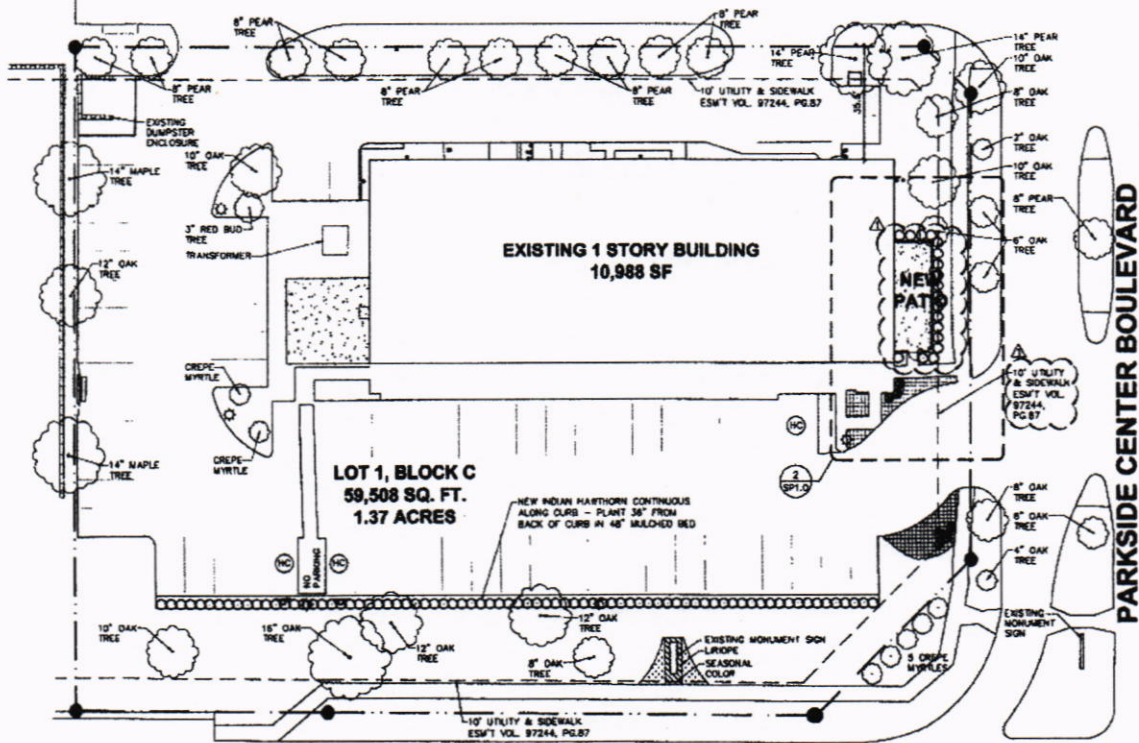 8" PEAR
TREE
8" PEAR
TREE
14" PEAR
TREE
14" PEAR
TREE
10" OAK
TREE
8" OAK
TREE
8" PEAR
TREE
8" PEAR
TREE
8" PEAR
TREE
10' UTILITY & SIDEWALK
ESM'T VOL. 97244, PG.87
EXISTING
DUMPSTER
ENCLOSURE
2" OAK
TREE
10" OAK
TREE
10" OAK
TREE
14" MAPLE
TREE
8" PEAR
TREE
3" RED BUD
TREE
TRANSFORMER
6" OAK
TREE
EXISTING 1 STORY BUILDING
10,988 SF
NEW
PATIO
12" OAK
TREE
PARKSIDE CENTER BOULEVARD
CREPE
MYRTLE
10' UTILITY
& SIDEWALK
ESM'T VOL.
97244,
PG.87
HC
CREPE
MYRTLE
14" MAPLE
TREE
LOT 1, BLOCK C
59,508 SQ. FT.
1.37 ACRES
2
SP1.0
NEW INDIAN HAWTHORN CONTINUOUS
ALONG CURB - PLANT 36" FROM
BACK OF CURB IN 48" MULCHED BED
8" OAK
TREE
6" OAK
TREE
HC
NO
PARKING
HC
4" OAK
TREE
10" OAK
TREE
16" OAK
TREE
12" OAK
TREE
12" OAK
TREE
8" OAK
TREE
EXISTING MONUMENT SIGN
LIRIOPE
SEASONAL
COLOR
5 CREPE
MYRTLES
EXISTING
MONUMENT
SIGN
10' UTILITY & SIDEWALK
ESM'T VOL. 97244, PG.87